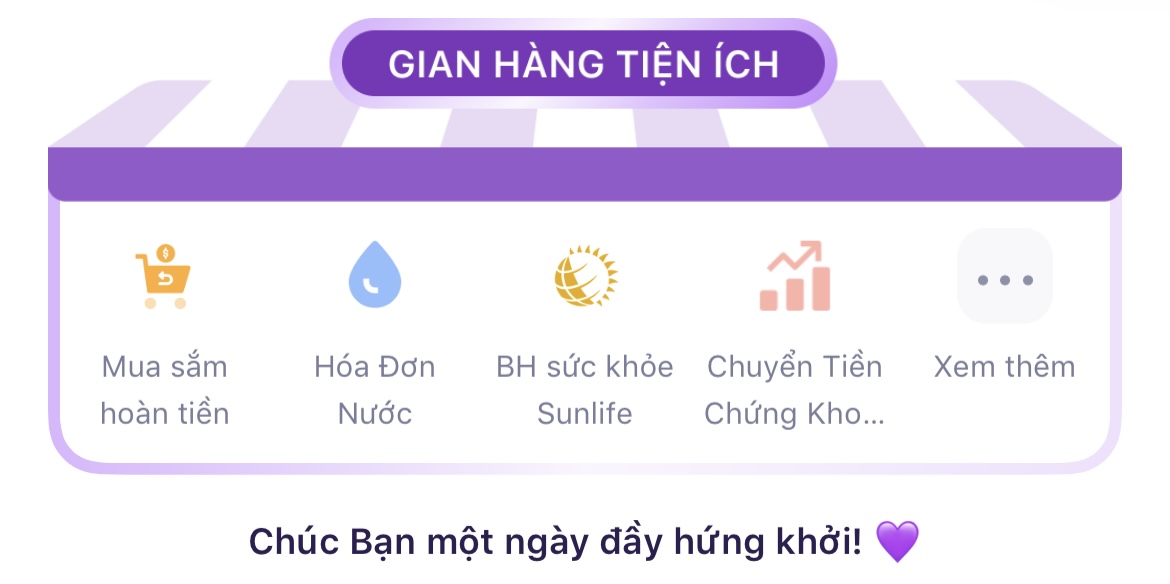 GIAN HÀNG TIỆN ÍCH
Mua sắm
hoàn tiền
Hóa Đơn
Nước
BH sức khỏe
Sunlife
Chuyển Tiền
Chứng Kho...
Xem thêm
Chúc Bạn một ngày đầy hứng khởi! 💜